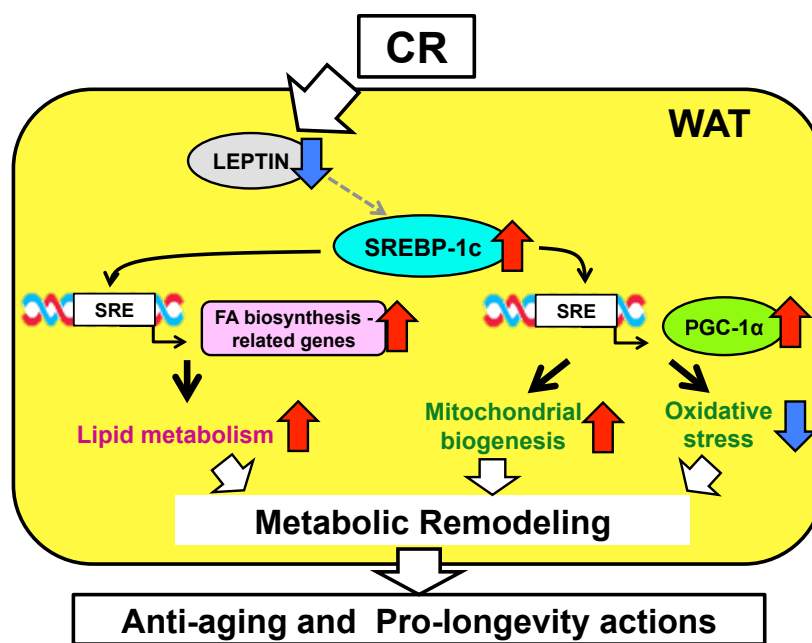 CR
WAT
LEPTIN
SREBP-1c
SRE
FA biosynthesis -
related genes
SRE
PGC-1α
Lipid metabolism
Mitochondrial
biogenesis
Oxidative
stress
Metabolic Remodeling
Anti-aging and Pro-longevity actions